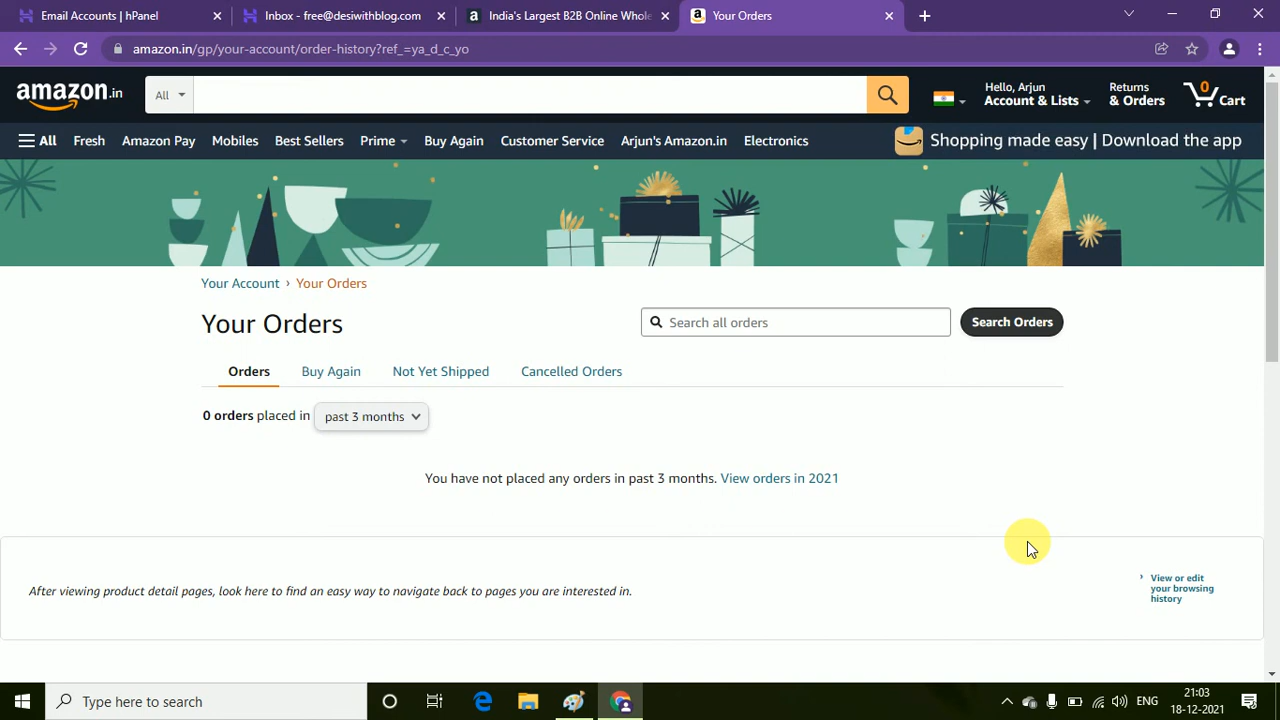 Email Accounts | hPanel
Inbox - free@desiwithblog.com
India's Largest B2B Online Whole
Your Orders
amazon.in/gp/your-account/order-history?ref_=ya_d_c_yo
amazon.in
All
Hello, Arjun
Account & Lists
Returns
& Orders
0
Cart
All
Fresh
Amazon Pay
Mobiles
Best Sellers
Prime
Buy Again
Customer Service
Arjun's Amazon.in
Electronics
Shopping made easy | Download the app
Your Account › Your Orders
Your Orders
Search all orders
Search Orders
Orders
Buy Again
Not Yet Shipped
Cancelled Orders
0 orders placed in past 3 months
You have not placed any orders in past 3 months. View orders in 2021
After viewing product detail pages, look here to find an easy way to navigate back to pages you are interested in.
› View or edit
your browsing
history
Type here to search
ENG
21:03
18-12-2021